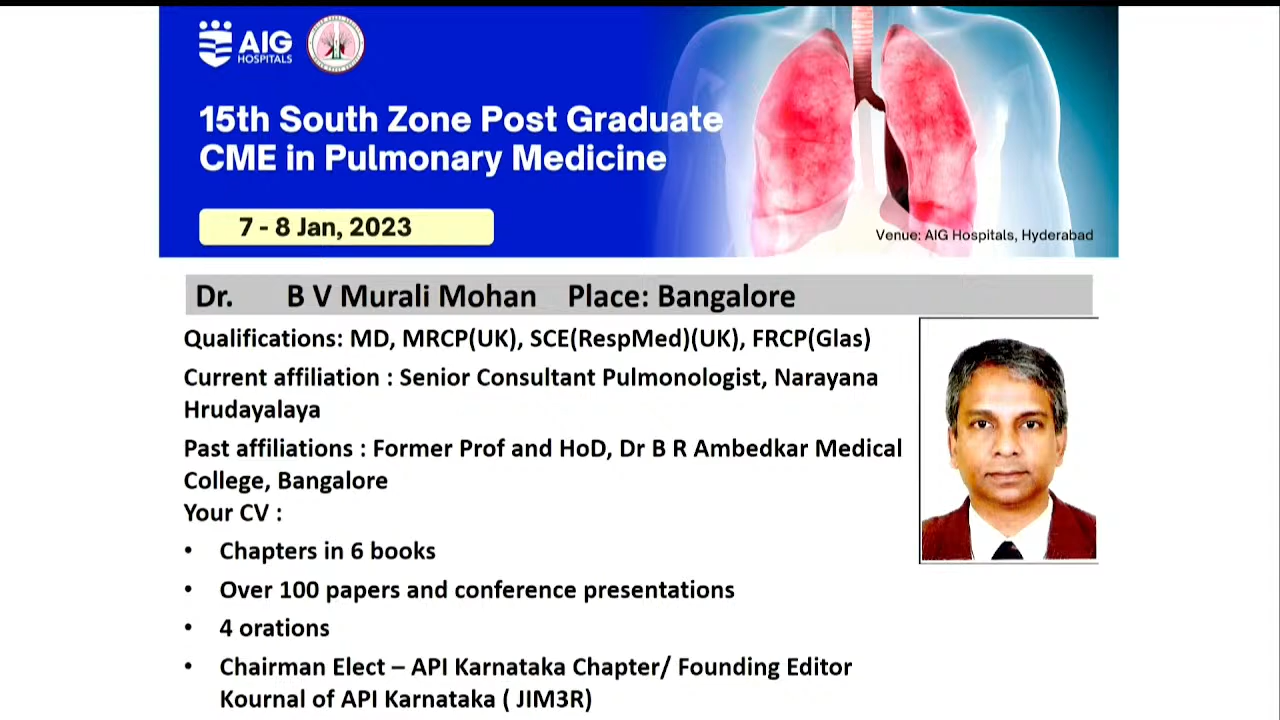 AIG
HOSPITALS
15th South Zone Post Graduate
CME in Pulmonary Medicine
7 - 8 Jan, 2023
Venue: AIG Hospitals, Hyderabad
Dr. B V Murali Mohan Place: Bangalore
Qualifications: MD, MRCP(UK), SCE(RespMed)(UK), FRCP(Glas)
Current affiliation : Senior Consultant Pulmonologist, Narayana
Hrudayalaya
Past affiliations : Former Prof and HoD, Dr B R Ambedkar Medical
College, Bangalore
Your CV :
• Chapters in 6 books
• Over 100 papers and conference presentations
• 4 orations
• Chairman Elect – API Karnataka Chapter/ Founding Editor
Kournal of API Karnataka ( JIM3R)